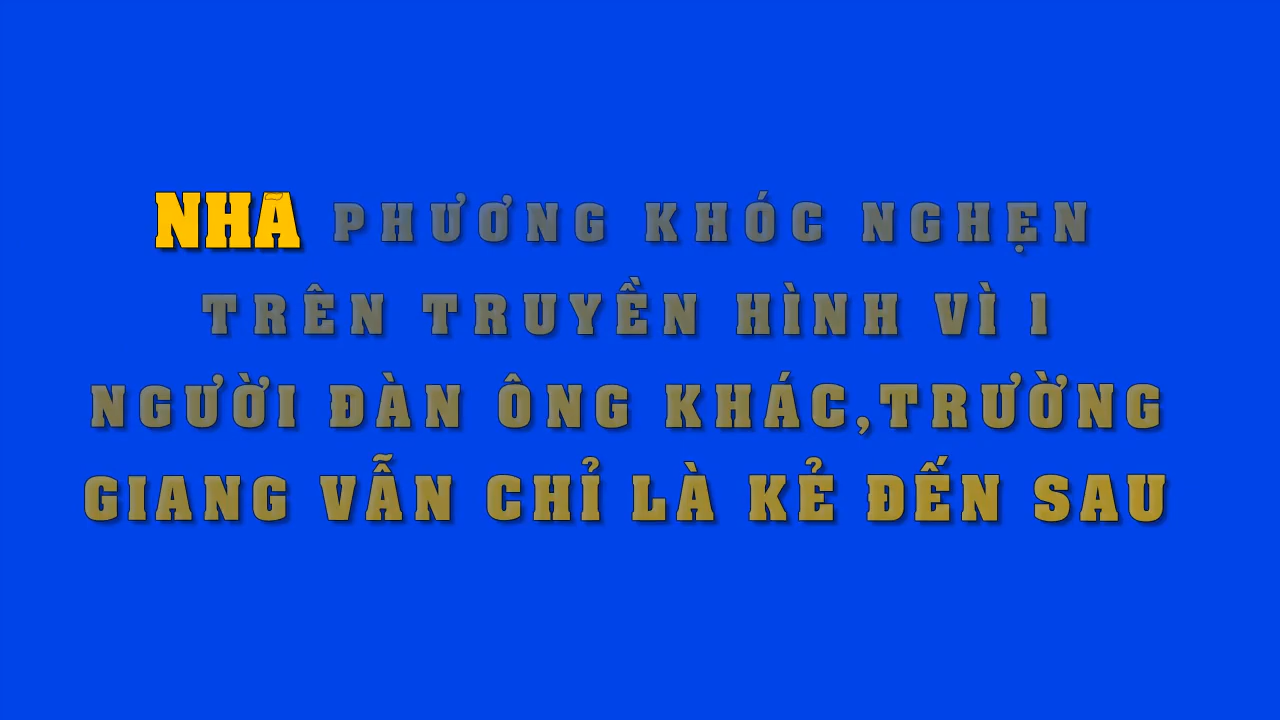 NHÃ PHƯƠNG KHÓC NGHẸN
TRÊN TRUYỀN HÌNH VÌ 1
NGƯỜI ĐÀN ÔNG KHÁC,TRƯỜNG
GIANG VẪN CHỈ LÀ KẺ ĐẾN SAU